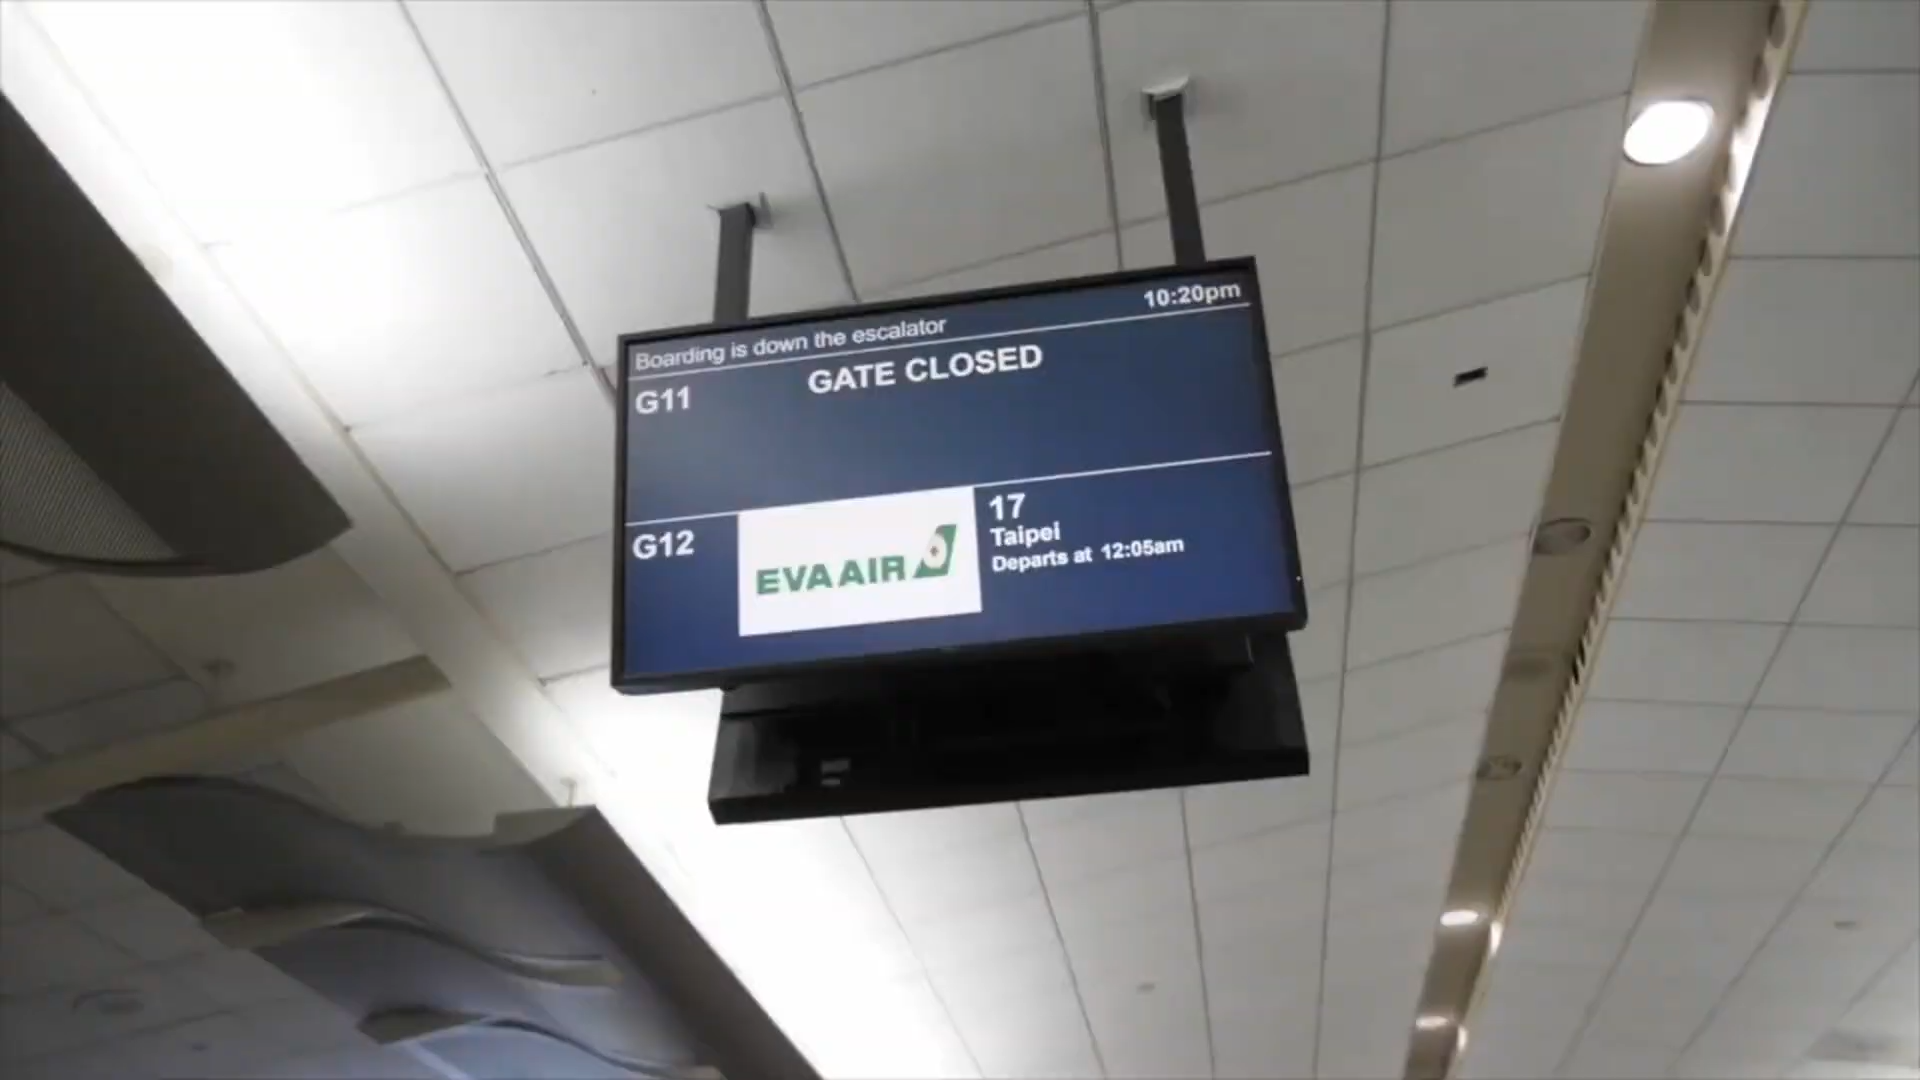 10:20pm
Boarding is down the escalator
GATE CLOSED
G11
G12
EVA AIR
17
Taipei
Departs at 12:05am